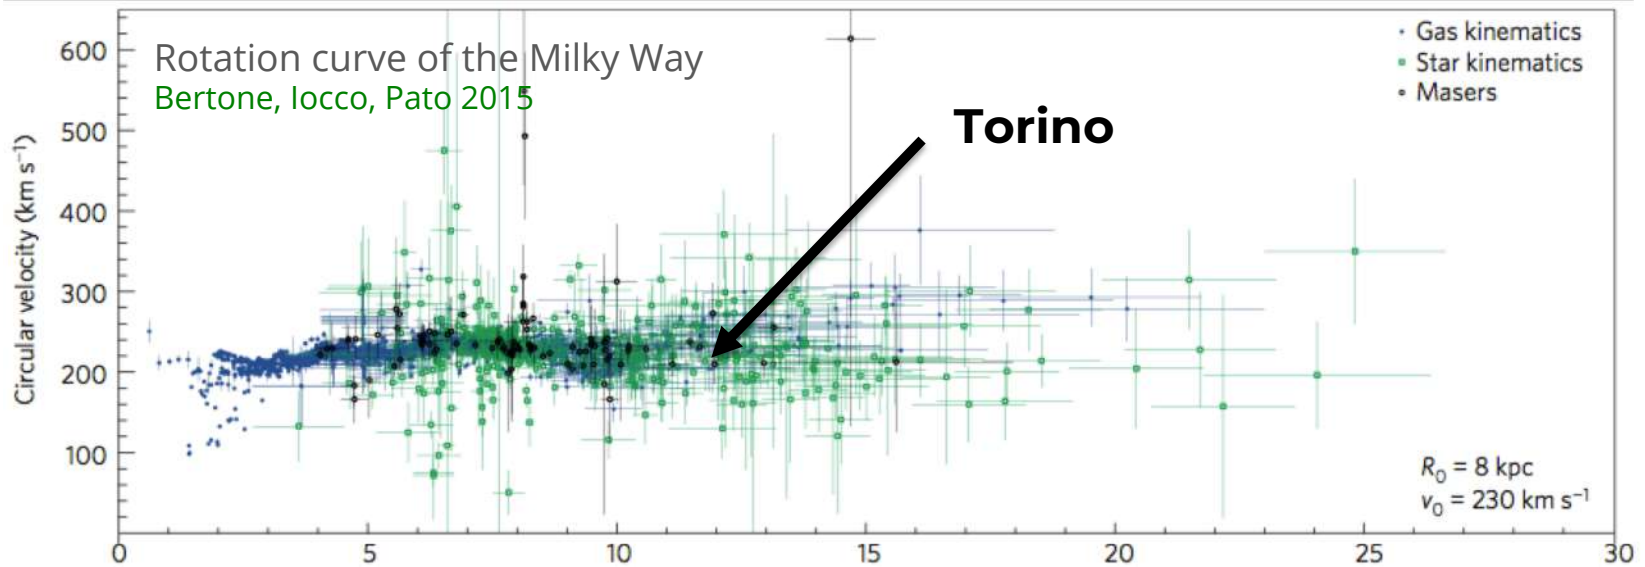 Rotation curve of the Milky Way
Bertone, Iocco, Pato 2015
Torino
Gas kinematics
Star kinematics
Masers
Circular velocity (km s⁻¹)
600
500
400
300
200
100
R₀ = 8 kpc
v₀ = 230 km s⁻¹
0 5 10 15 20 25 30